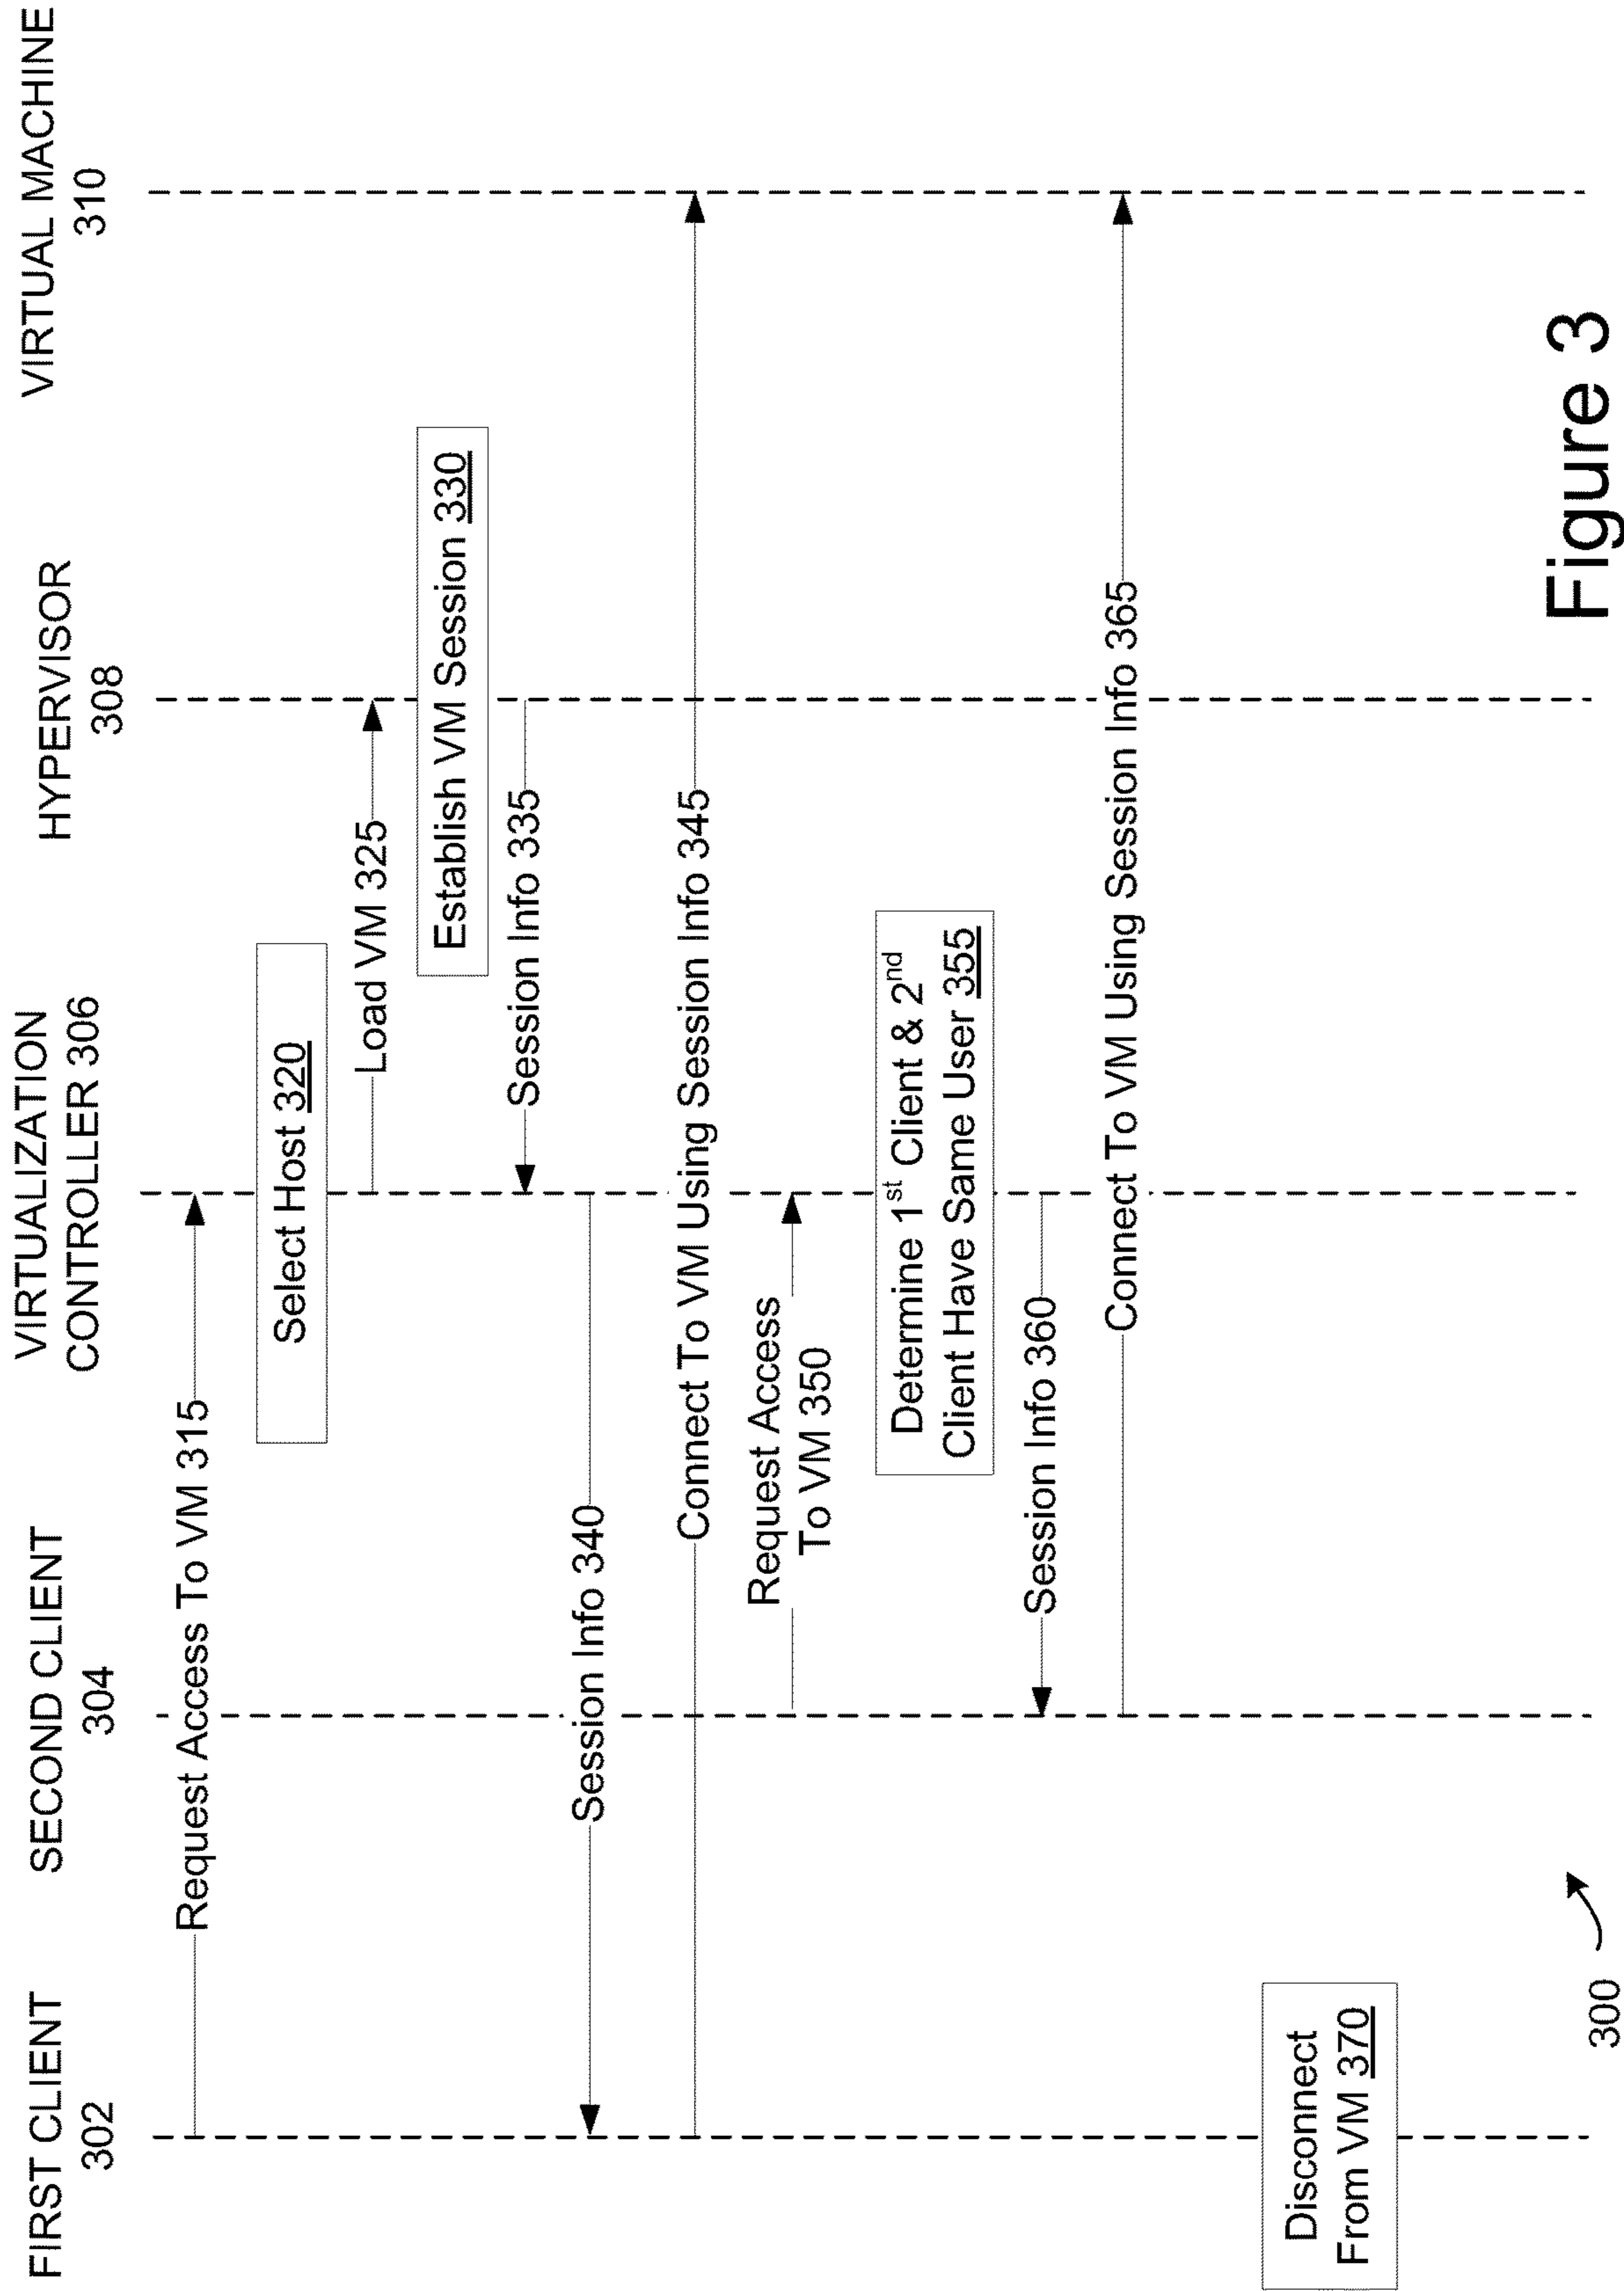 FIRST CLIENT
302
SECOND CLIENT
304
VIRTUALIZATION
CONTROLLER 306
HYPERVISOR
308
VIRTUAL MACHINE
310
Request Access To VM 315
Select Host 320
Load VM 325
Establish VM Session 330
Session Info 335
Session Info 340
Connect To VM Using Session Info 345
Request Access
To VM 350
Determine 1st Client & 2nd
Client Have Same User 355
Session Info 360
Connect To VM Using Session Info 365
Disconnect
From VM 370
300
Figure 3